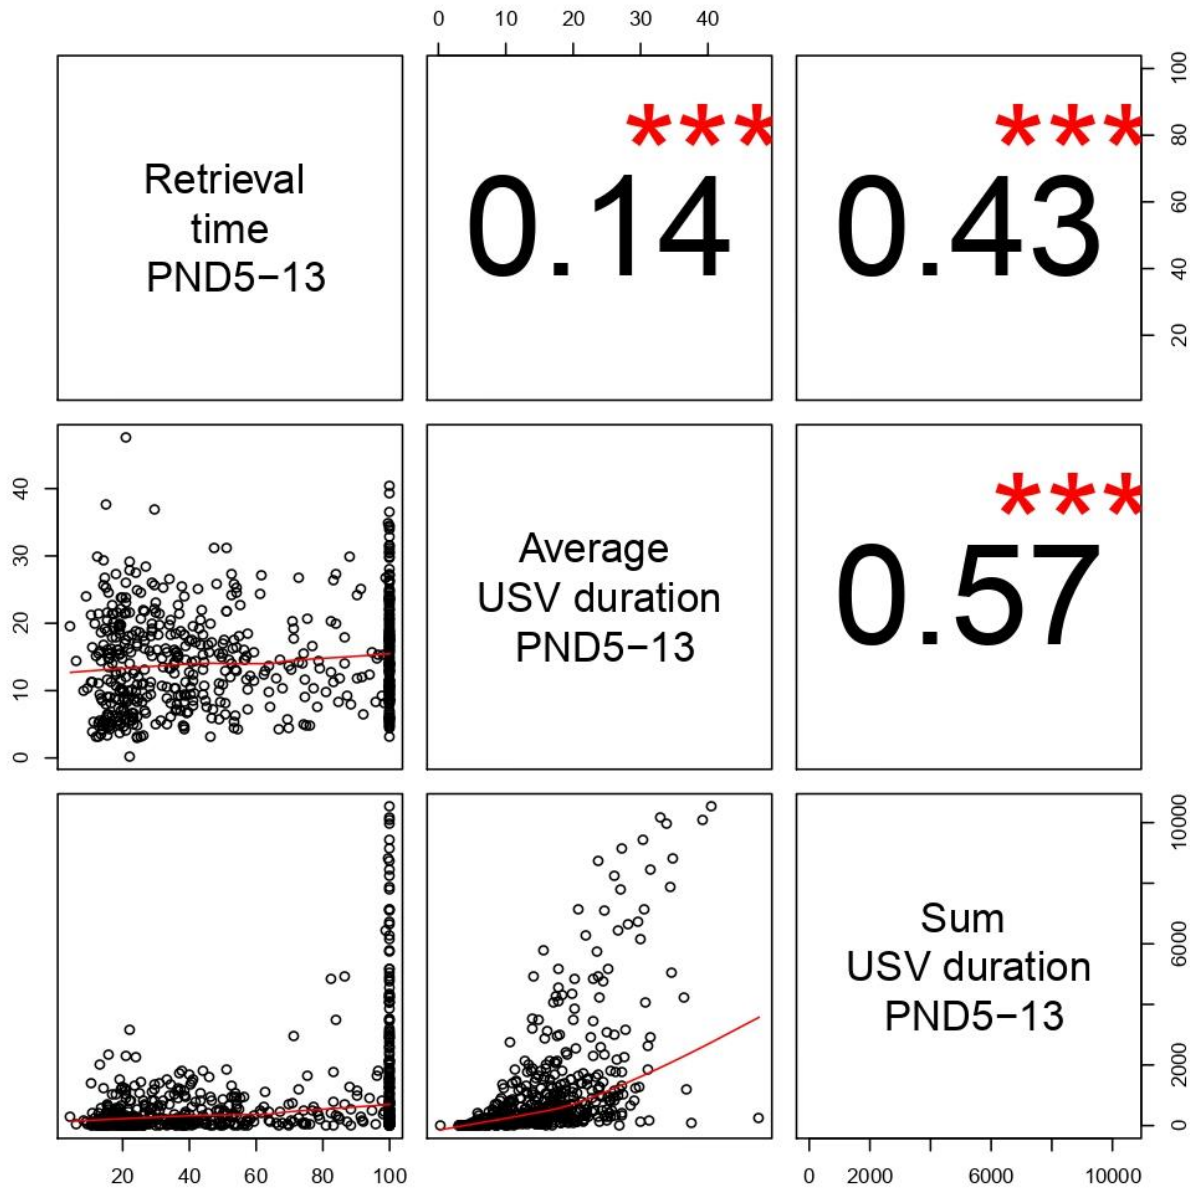 0 10 20 30 40
Retrieval
time
PND5−13
*** 
0.14
***
0.43
100
80
60
40
20
40
30
20
10
0
Average
USV duration
PND5−13
***
0.57
Sum
USV duration
PND5−13
10000
6000
2000
0
20 40 60 80 100
0 2000 6000 10000